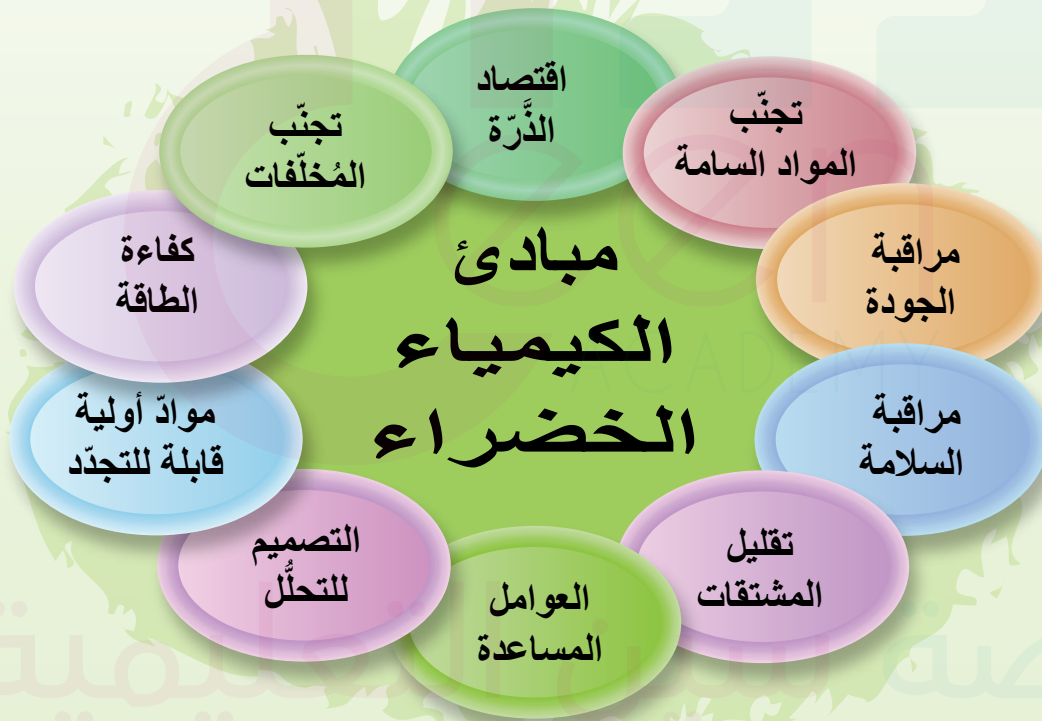 مبادئ
الكيمياء
الخضراء
اقتصاد
الذَّرّة
تجنّب
المواد السامة
مراقبة
الجودة
مراقبة
السلامة
تقليل
المشتقات
العوامل
المساعدة
التصميم
للتحلُّل
موادّ أولية
قابلة للتجدّد
كفاءة
الطاقة
تجنّب
المُخلّفات
ACADEMY